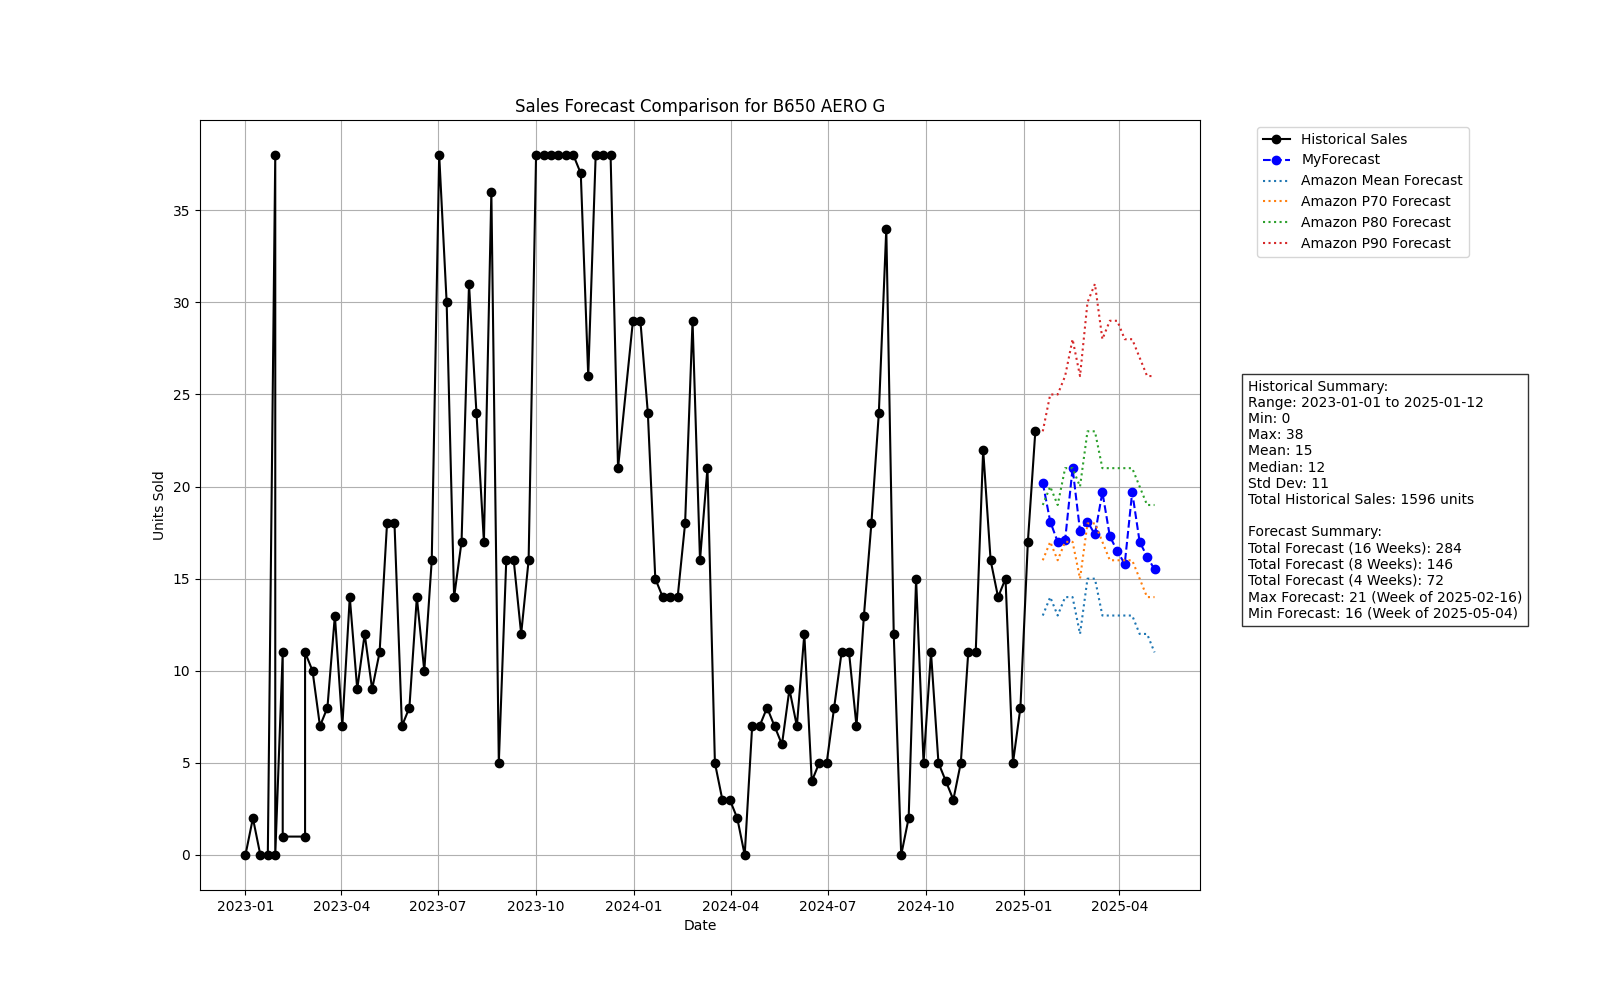 Sales Forecast Comparison for B650 AERO G
Units Sold
35
30
25
20
15
10
5
0
2023-01
2023-04
2023-07
2023-10
2024-01
2024-04
2024-07
2024-10
2025-01
2025-04
Date
Historical Sales
MyForecast
Amazon Mean Forecast
Amazon P70 Forecast
Amazon P80 Forecast
Amazon P90 Forecast
Historical Summary:
Range: 2023-01-01 to 2025-01-12
Min: 0
Max: 38
Mean: 15
Median: 12
Std Dev: 11
Total Historical Sales: 1596 units
Forecast Summary:
Total Forecast (16 Weeks): 284
Total Forecast (8 Weeks): 146
Total Forecast (4 Weeks): 72
Max Forecast: 21 (Week of 2025-02-16)
Min Forecast: 16 (Week of 2025-05-04)